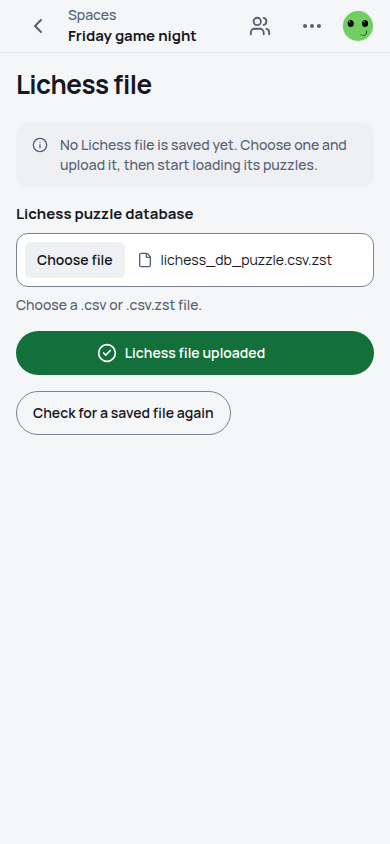 Spaces
Friday game night
Lichess file
No Lichess file is saved yet. Choose one and
upload it, then start loading its puzzles.
Lichess puzzle database
Choose file lichess_db_puzzle.csv.zst
Choose a .csv or .csv.zst file.
Lichess file uploaded
Check for a saved file again